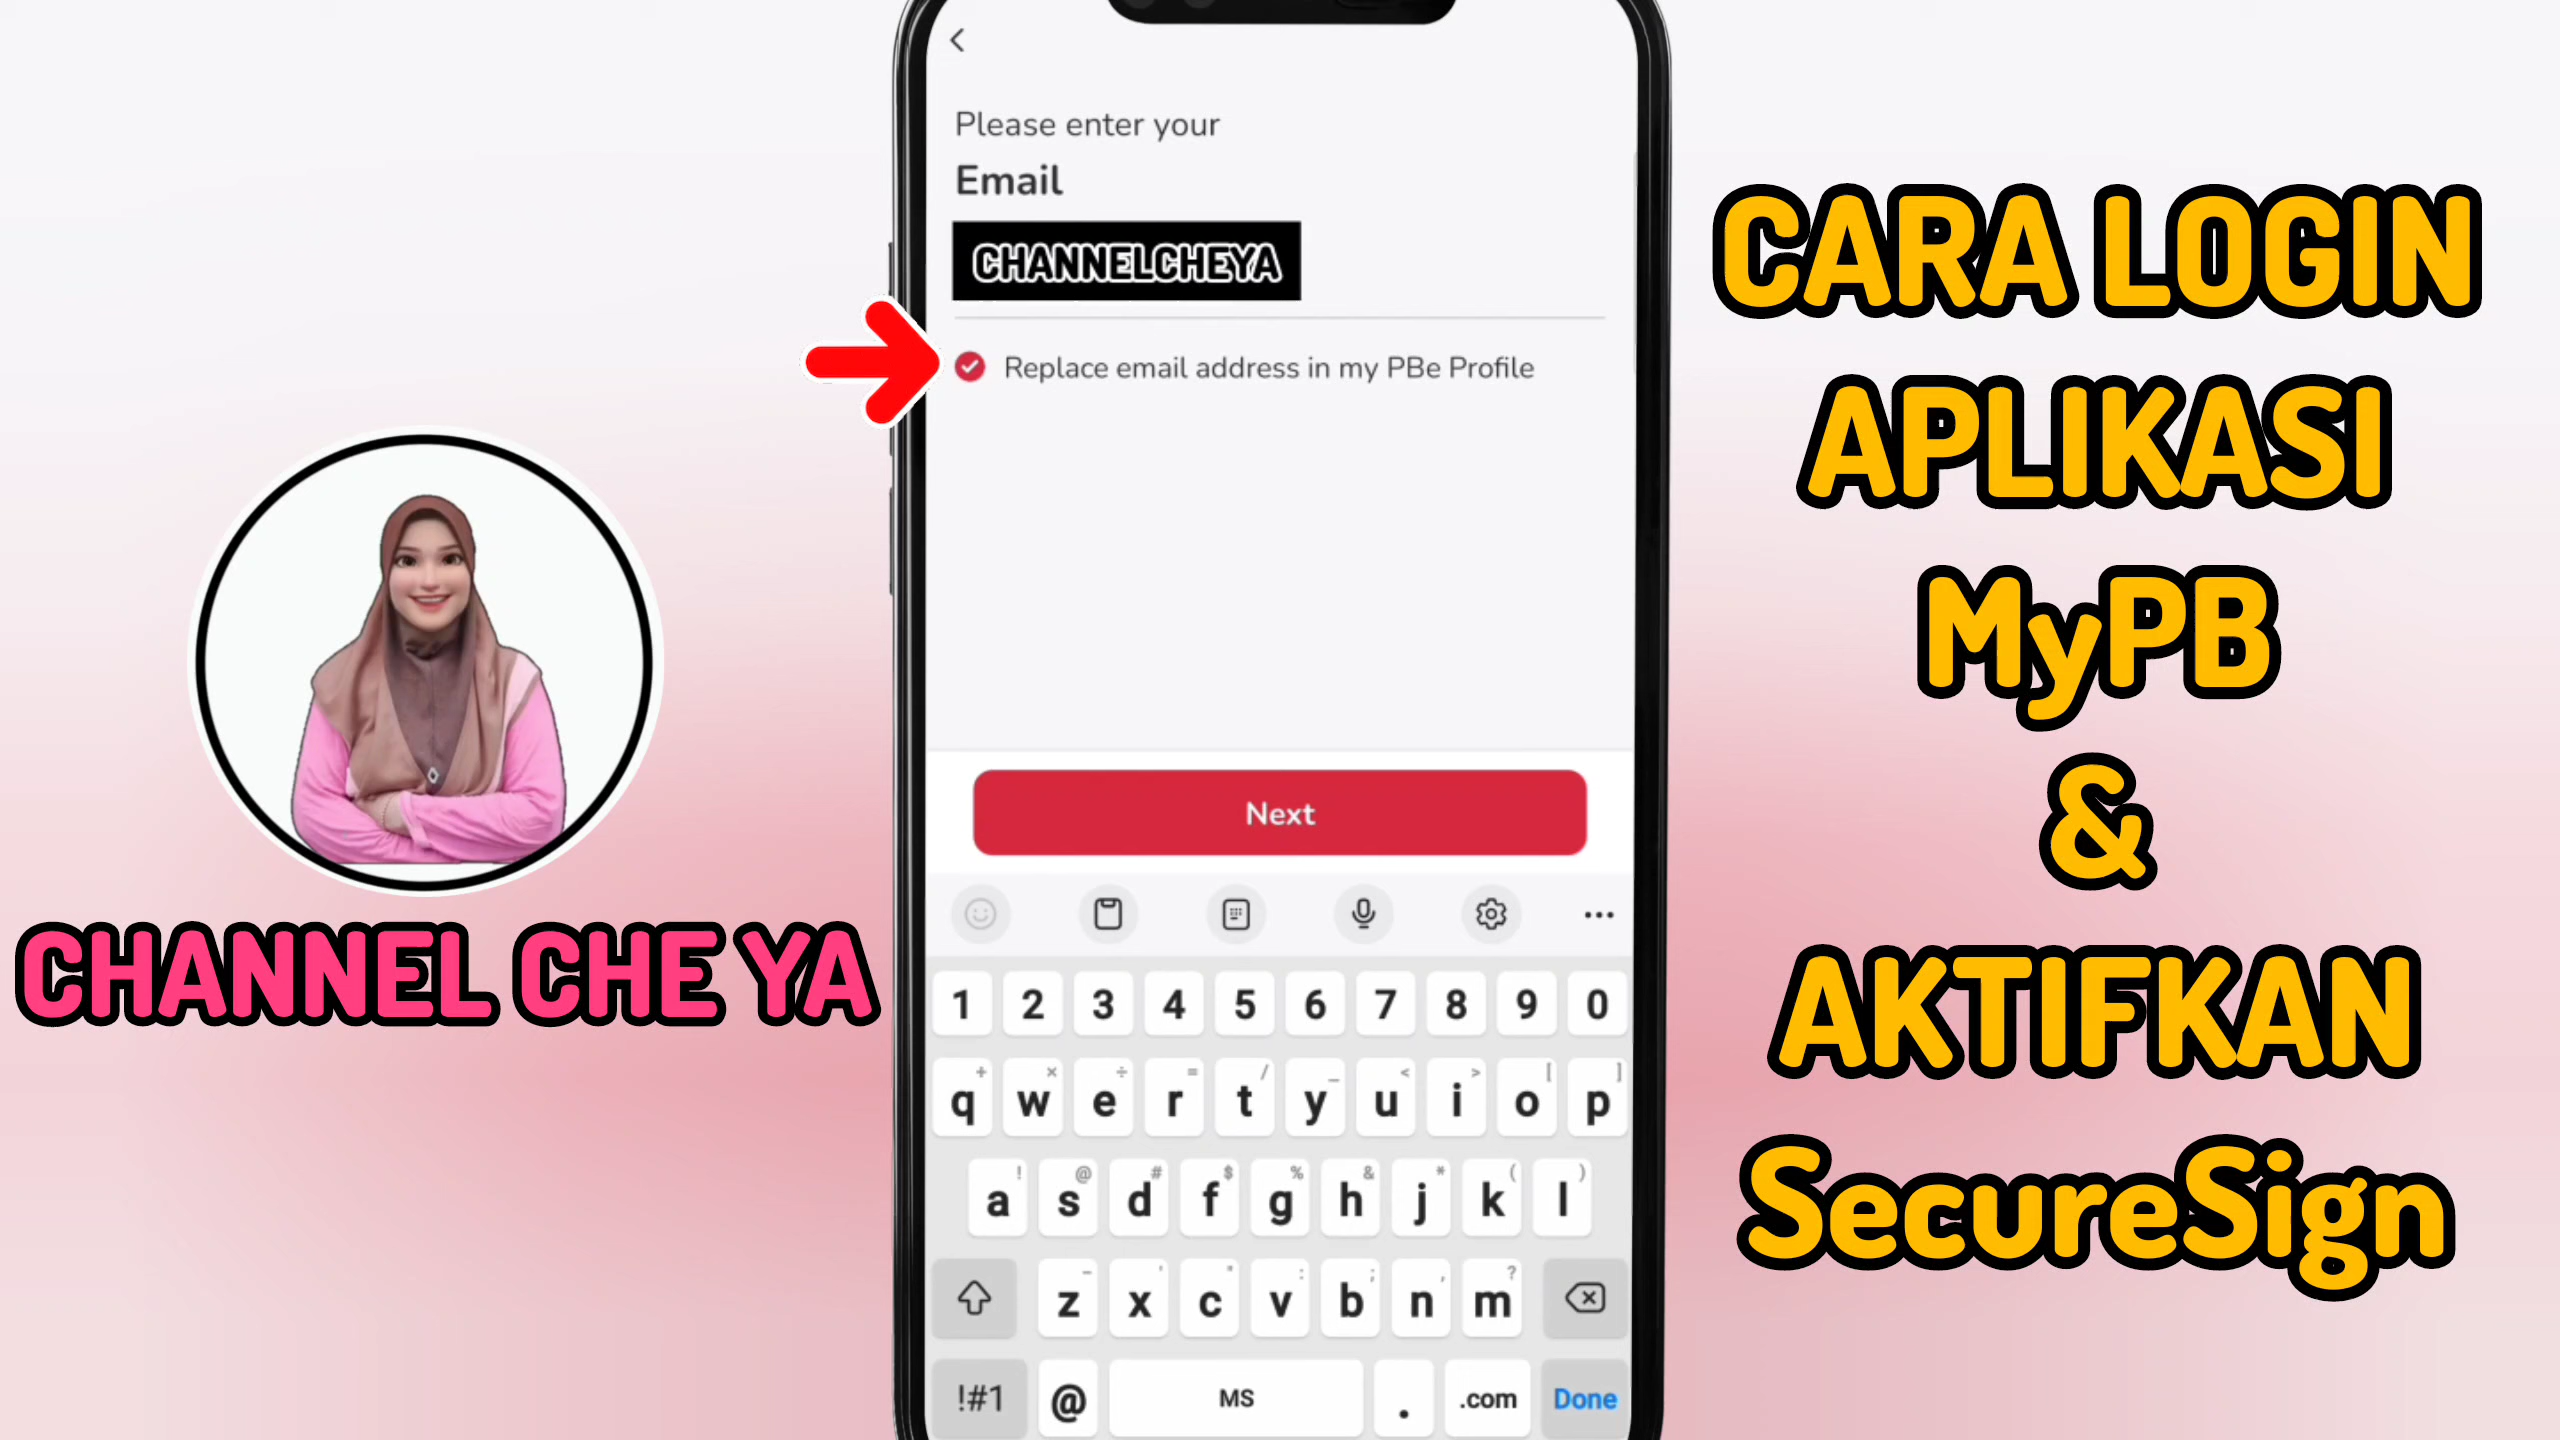 Please enter your
Email
CHANNELCHEYA
Replace email address in my PBe Profile
Next
1 2 3 4 5 6 7 8 9 0
+ × ÷ = / _ < > [ ]
q w e r t y u i o p
! @ # $ % & * ( )
a s d f g h j k l
- ' " : ; , ?
z x c v b n m
!#1 @ MS . .com Done
CHANNEL CHE YA
CARA LOGIN
APLIKASI
MyPB
&
AKTIFKAN
SecureSign